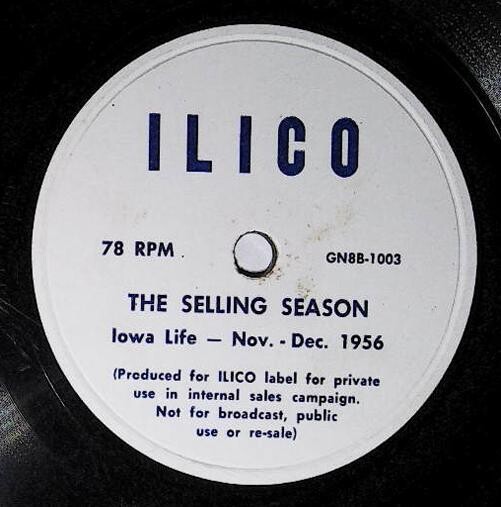 ILICO
78 RPM. GN8B-1003
THE SELLING SEASON
Iowa Life — Nov. - Dec. 1956
(Produced for ILICO label for private
use in internal sales campaign.
Not for broadcast, public
use or re-sale)